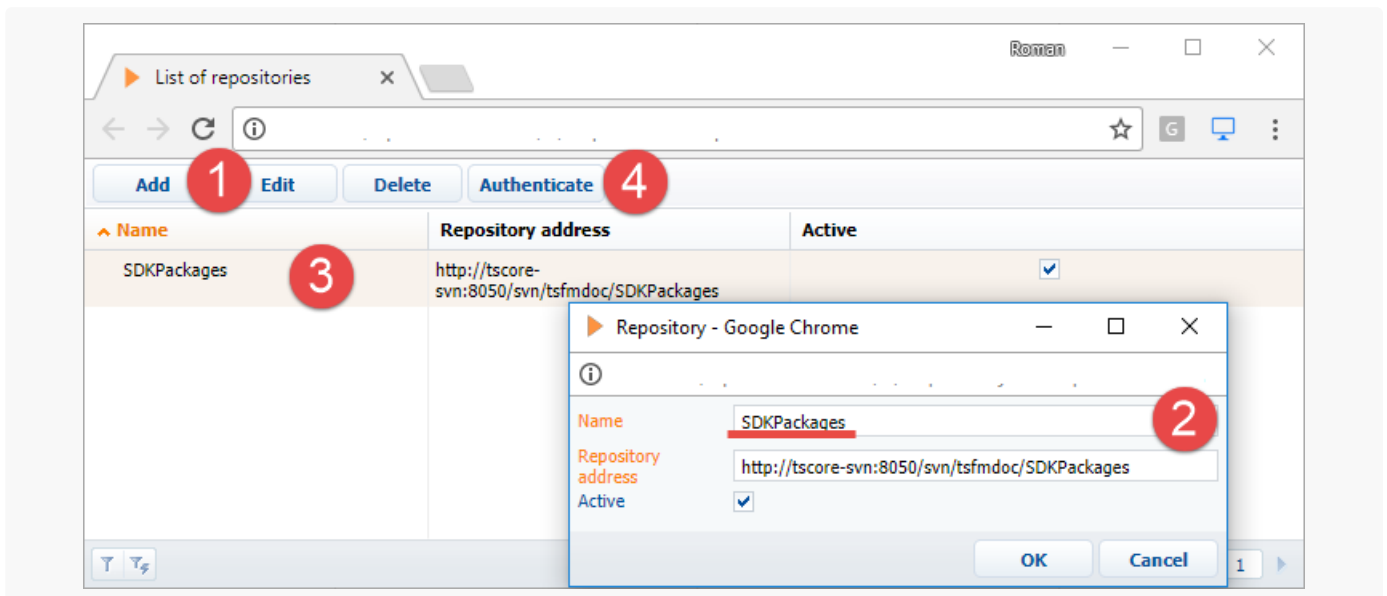 Roman
List of repositories
1
4
Add Edit Delete Authenticate
Name Repository address Active
SDKPackages
3
http://tscore-
svn:8050/svn/tsfmdoc/SDKPackages
Repository - Google Chrome
2
Name SDKPackages
Repository
address
http://tscore-svn:8050/svn/tsfmdoc/SDKPackages
Active
OK Cancel
1